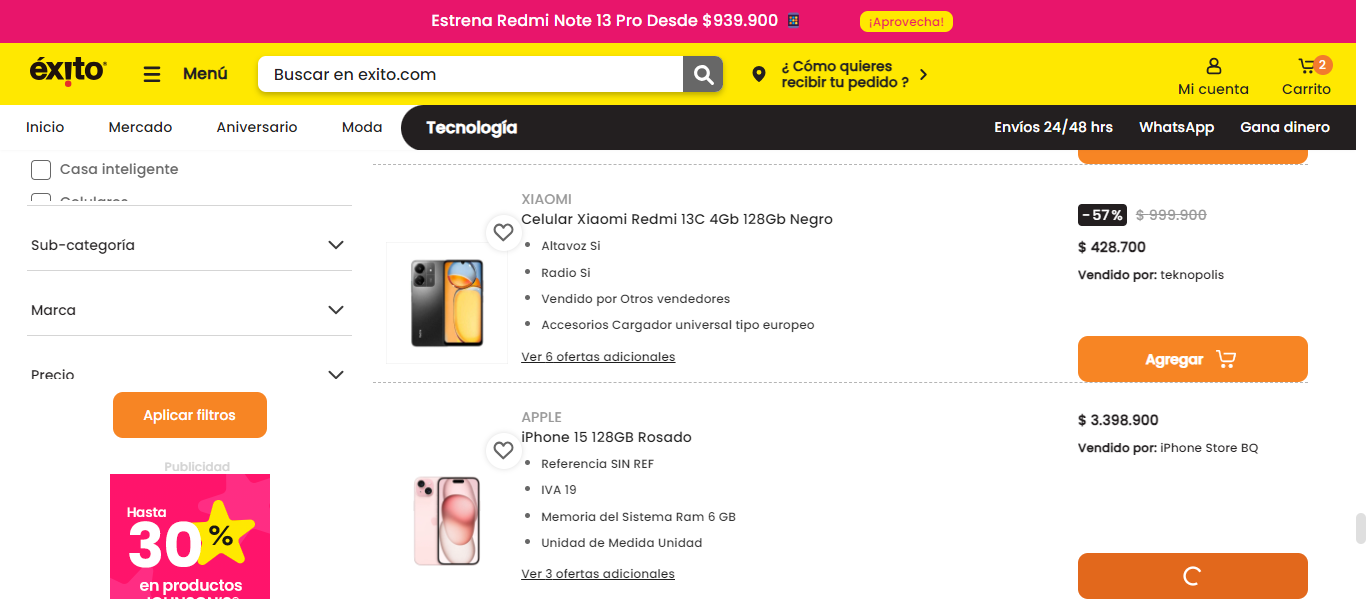 Estrena Redmi Note 13 Pro Desde $939.900
¡Aprovecha!
éxito
Menú
Buscar en exito.com
¿ Cómo quieres
recibir tu pedido ?
Mi cuenta
2
Carrito
Inicio
Mercado
Aniversario
Moda
Tecnología
Envíos 24/48 hrs
WhatsApp
Gana dinero
Casa inteligente
Celulares
Sub-categoría
Marca
Precio
Aplicar filtros
Publicidad
Hasta
30%
en productos
XIAOMI
Celular Xiaomi Redmi 13C 4Gb 128Gb Negro
Altavoz Si
Radio Si
Vendido por Otros vendedores
Accesorios Cargador universal tipo europeo
Ver 6 ofertas adicionales
-57% $ 999.900
$ 428.700
Vendido por: teknopolis
Agregar
APPLE
iPhone 15 128GB Rosado
Referencia SIN REF
IVA 19
Memoria del Sistema Ram 6 GB
Unidad de Medida Unidad
Ver 3 ofertas adicionales
$ 3.398.900
Vendido por: iPhone Store BQ